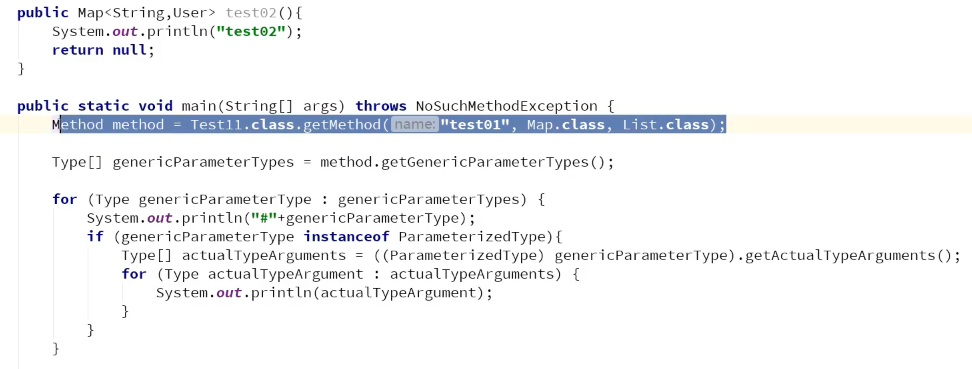 public Map<String,User> test02(){
    System.out.println("test02");
    return null;
}
public static void main(String[] args) throws NoSuchMethodException {
    Method method = Test11.class.getMethod( name: "test01", Map.class, List.class);
    Type[] genericParameterTypes = method.getGenericParameterTypes();
    for (Type genericParameterType : genericParameterTypes) {
        System.out.println("#"+genericParameterType);
        if (genericParameterType instanceof ParameterizedType){
            Type[] actualTypeArguments = ((ParameterizedType) genericParameterType).getActualTypeArguments();
            for (Type actualTypeArgument : actualTypeArguments) {
                System.out.println(actualTypeArgument);
            }
        }
    }